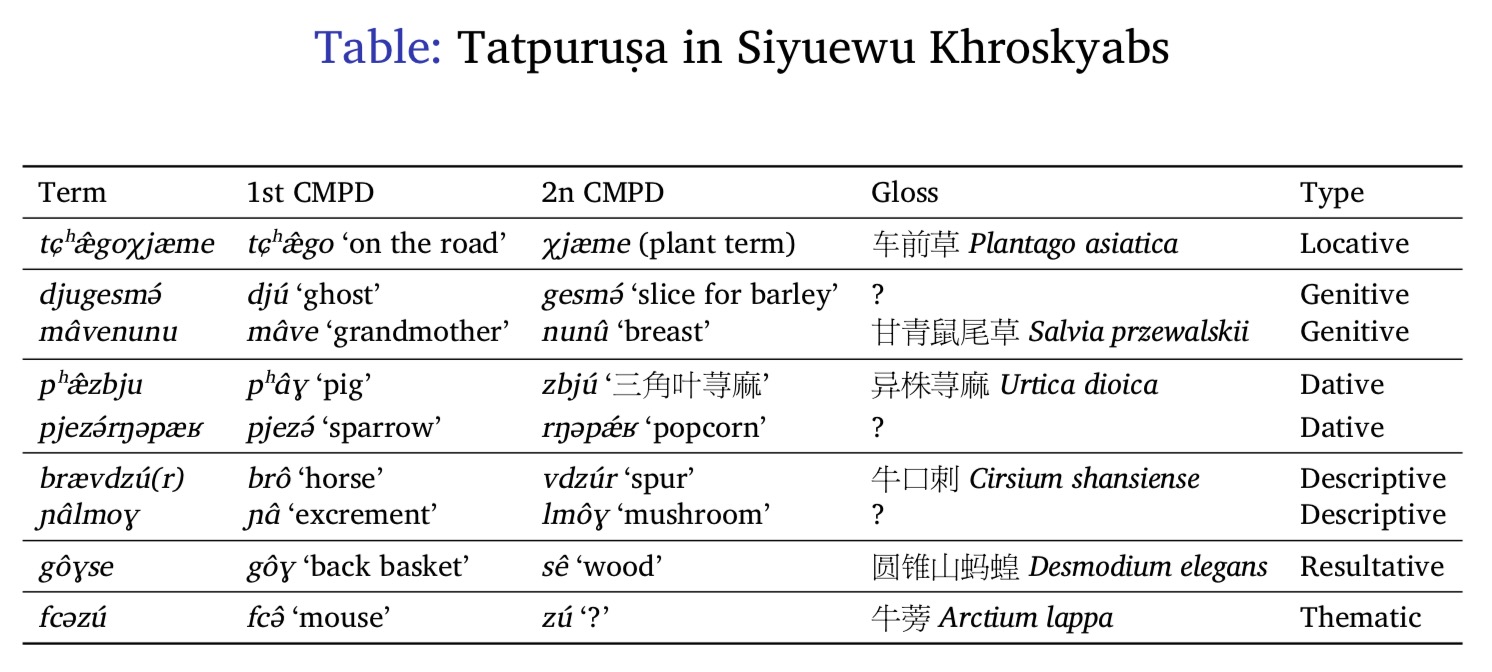 Table: Tatpuruṣa in Siyuewu Khroskyabs
Term 1st CMPD 2n CMPD Gloss Type
tɕʰæ̂goχjæme tɕʰæ̂go ‘on the road’ χjæme (plant term) 车前草 Plantago asiatica Locative
djugesmə́ djú ‘ghost’ gesmə́ ‘slice for barley’ ? Genitive
mâvenunu mâve ‘grandmother’ nunû ‘breast’ 甘青鼠尾草 Salvia przewalskii Genitive
pʰæ̂zbju pʰâɣ ‘pig’ zbjú ‘三角叶荨麻’ 异株荨麻 Urtica dioica Dative
pjezə́rŋəpæʁ pjezə́ ‘sparrow’ rŋəpǽʁ ‘popcorn’ ? Dative
brævdzú(r) brô ‘horse’ vdzúr ‘spur’ 牛口刺 Cirsium shansiense Descriptive
ɲâlmoɣ ɲâ ‘excrement’ lmôɣ ‘mushroom’ ? Descriptive
gôɣse gôɣ ‘back basket’ sê ‘wood’ 圆锥山蚂蝗 Desmodium elegans Resultative
fcəzú fcə̂ ‘mouse’ zú ‘?’ 牛蒡 Arctium lappa Thematic